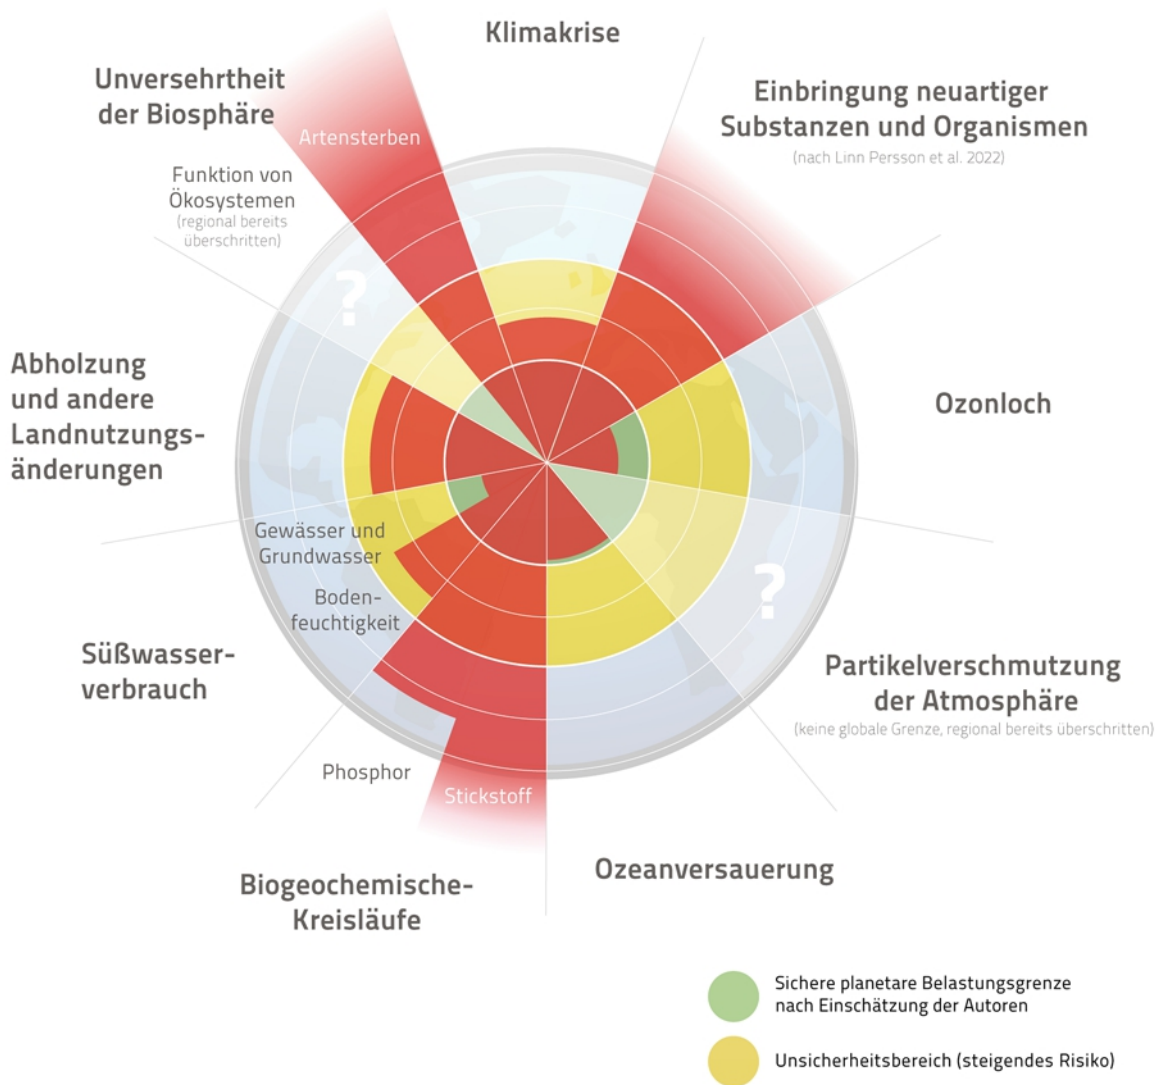 Klimakrise
Unversehrtheit
der Biosphäre
Artensterben
Funktion von
Ökosystemen
(regional bereits
überschritten)
Einbringung neuartiger
Substanzen und Organismen
(nach Linn Persson et al. 2022)
?
Abholzung
und andere
Landnutzungs-
änderungen
Ozonloch
Gewässer und
Grundwasser
Boden-
feuchtigkeit
?
Süßwasser-
verbrauch
Partikelverschmutzung
der Atmosphäre
(keine globale Grenze, regional bereits überschritten)
Phosphor
Stickstoff
Biogeochemische-
Kreisläufe
Ozeanversauerung
Sichere planetare Belastungsgrenze
nach Einschätzung der Autoren
Unsicherheitsbereich (steigendes Risiko)